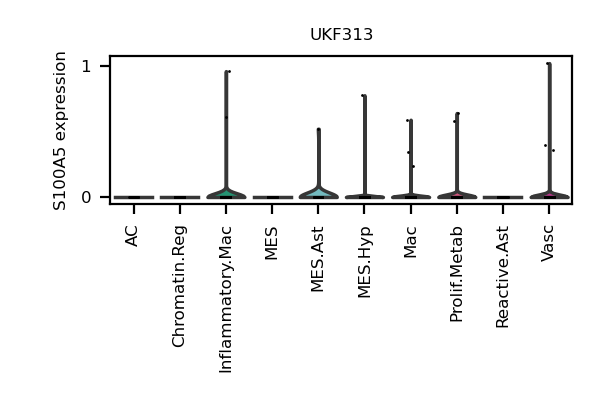 UKF313
S100A5 expression
1
0
AC
Chromatin.Reg
Inflammatory.Mac
MES
MES.Ast
MES.Hyp
Mac
Prolif.Metab
Reactive.Ast
Vasc